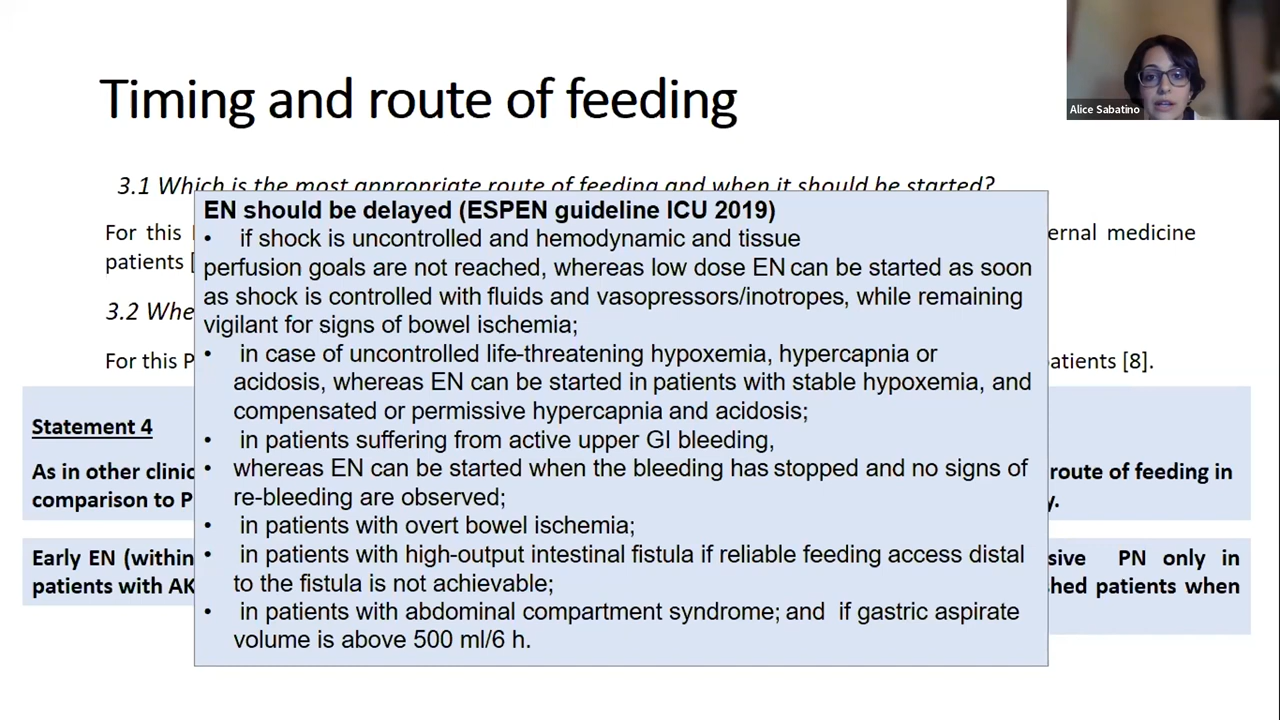 Timing and route of feeding
Alice Sabatino
3.1 Which is the most appropriate route of feeding and when it should be started?
For this
ernal medicine
patients [
3.2 Whe
For this P
atients [8].
Statement 4
As in other clinic
route of feeding in
comparison to P
y.
Early EN (within
sive PN only in
patients with AK
shed patients when
EN should be delayed (ESPEN guideline ICU 2019)
• if shock is uncontrolled and hemodynamic and tissue
perfusion goals are not reached, whereas low dose EN can be started as soon
as shock is controlled with fluids and vasopressors/inotropes, while remaining
vigilant for signs of bowel ischemia;
• in case of uncontrolled life-threatening hypoxemia, hypercapnia or
acidosis, whereas EN can be started in patients with stable hypoxemia, and
compensated or permissive hypercapnia and acidosis;
• in patients suffering from active upper GI bleeding,
• whereas EN can be started when the bleeding has stopped and no signs of
re-bleeding are observed;
• in patients with overt bowel ischemia;
• in patients with high-output intestinal fistula if reliable feeding access distal
to the fistula is not achievable;
• in patients with abdominal compartment syndrome; and if gastric aspirate
volume is above 500 ml/6 h.